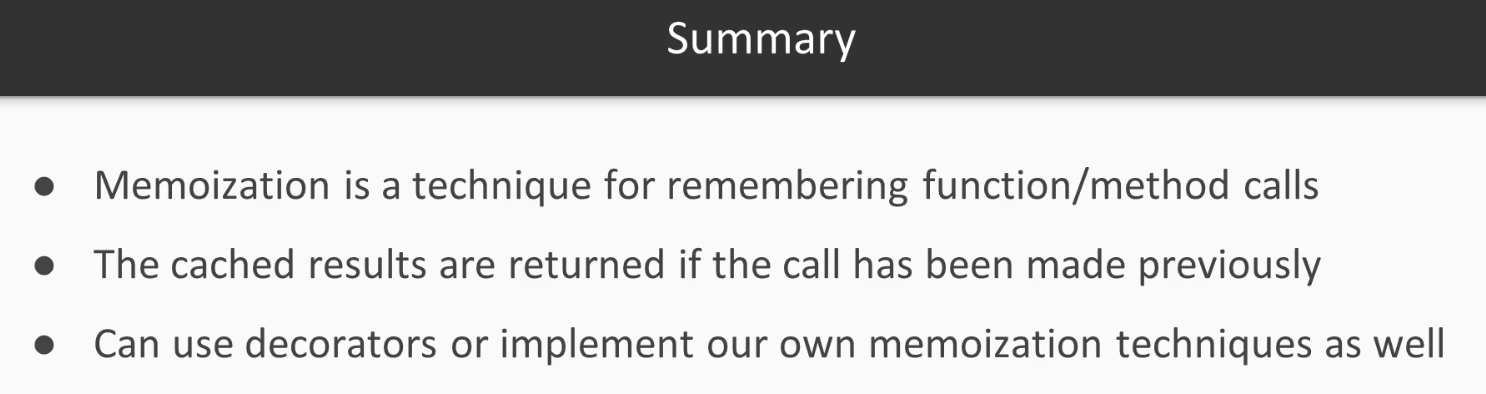 Summary
● Memoization is a technique for remembering function/method calls
● The cached results are returned if the call has been made previously
● Can use decorators or implement our own memoization techniques as well